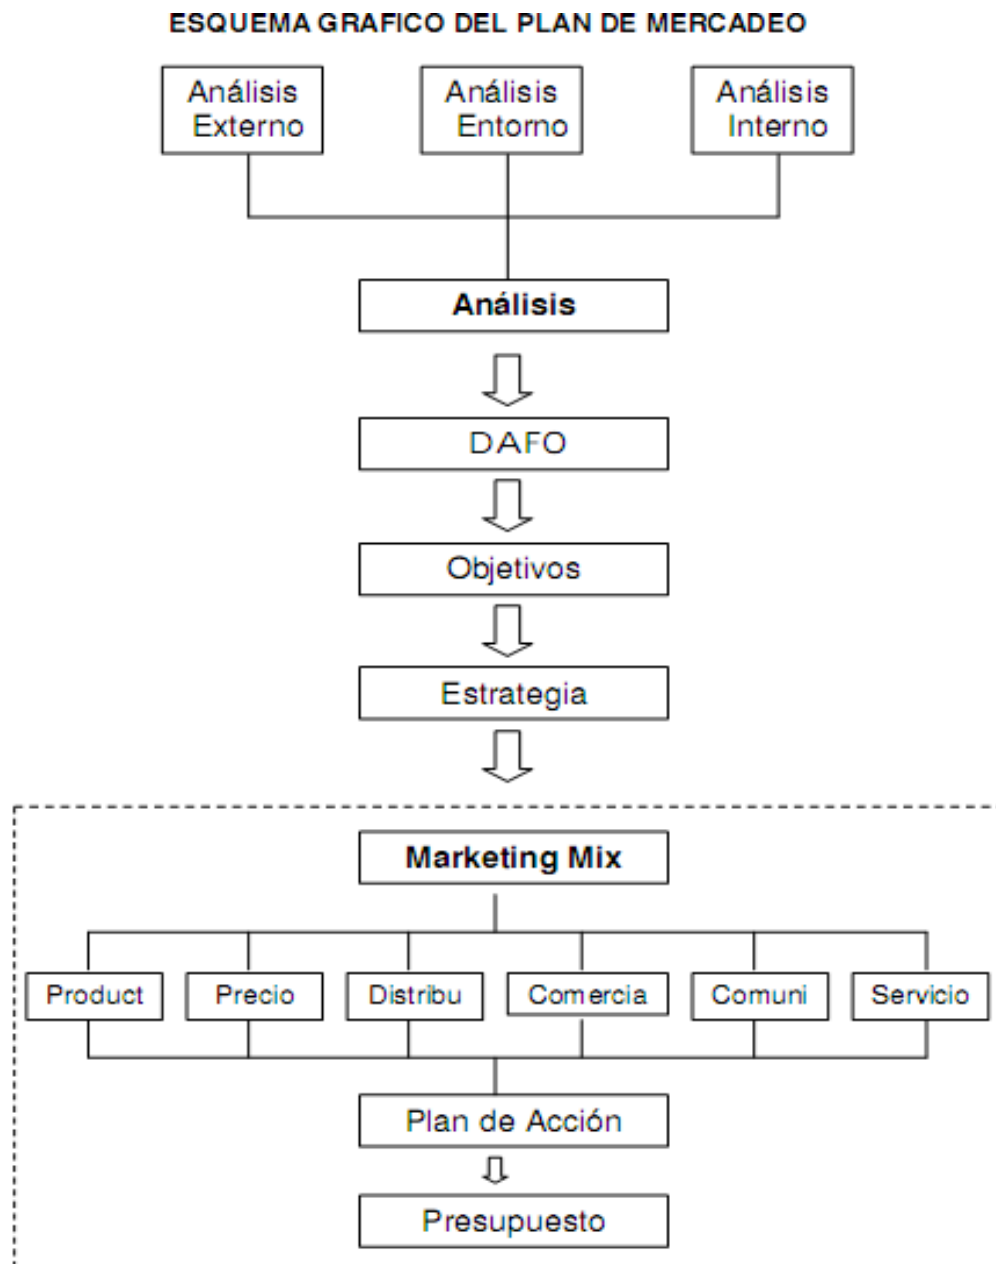 ESQUEMA GRAFICO DEL PLAN DE MERCADEO
Análisis
Externo
Análisis
Entorno
Análisis
Interno
Análisis
DAFO
Objetivos
Estrategia
Marketing Mix
Product
Precio
Distribu
Comercia
Comuni
Servicio
Plan de Acción
Presupuesto